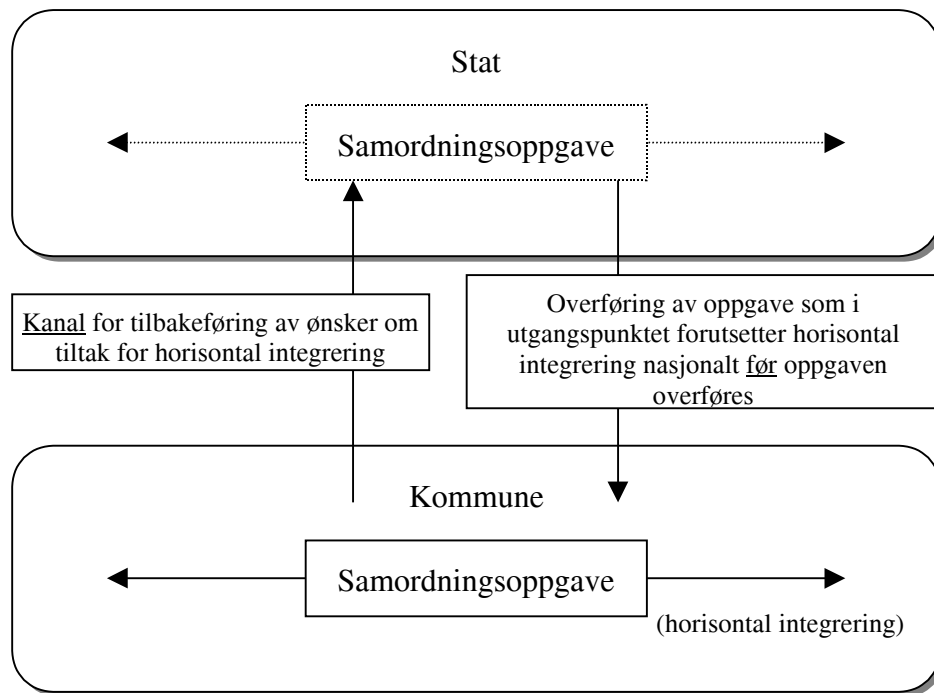 Stat
Samordningsoppgave
Kanal for tilbakeføring av ønsker om
tiltak for horisontal integrering
Overføring av oppgave som i
utgangspunktet forutsetter horisontal
integrering nasjonalt før oppgaven
overføres
Kommune
Samordningsoppgave
(horisontal integrering)